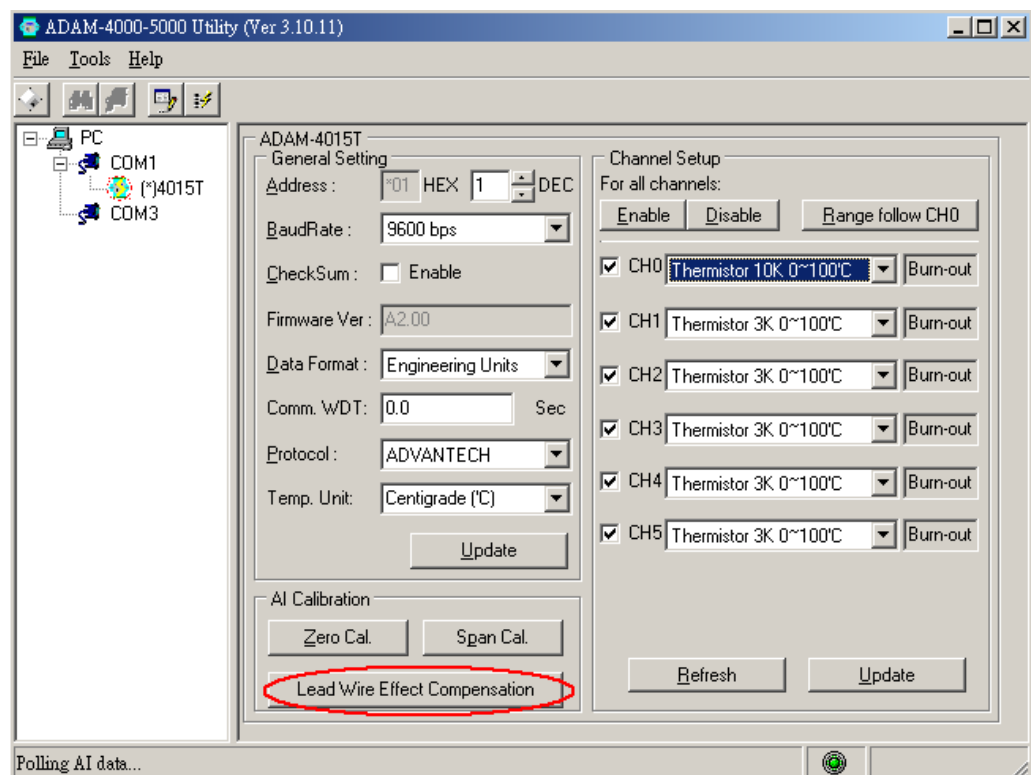 ADAM-4000-5000 Utility (Ver 3.10.11)
File Tools Help
PC
COM1
(*)4015T
COM3
ADAM-4015T
General Setting
Address : *01 HEX 1 DEC
BaudRate : 9600 bps
CheckSum : Enable
Firmware Ver : A2.00
Data Format : Engineering Units
Comm. WDT: 0.0 Sec
Protocol : ADVANTECH
Temp. Unit: Centigrade ('C)
Update
AI Calibration
Zero Cal. Span Cal.
Lead Wire Effect Compensation
Channel Setup
For all channels:
Enable Disable Range follow CH0
CH0 Thermistor 10K 0~100'C Burn-out
CH1 Thermistor 3K 0~100'C Burn-out
CH2 Thermistor 3K 0~100'C Burn-out
CH3 Thermistor 3K 0~100'C Burn-out
CH4 Thermistor 3K 0~100'C Burn-out
CH5 Thermistor 3K 0~100'C Burn-out
Refresh Update
Polling AI data...